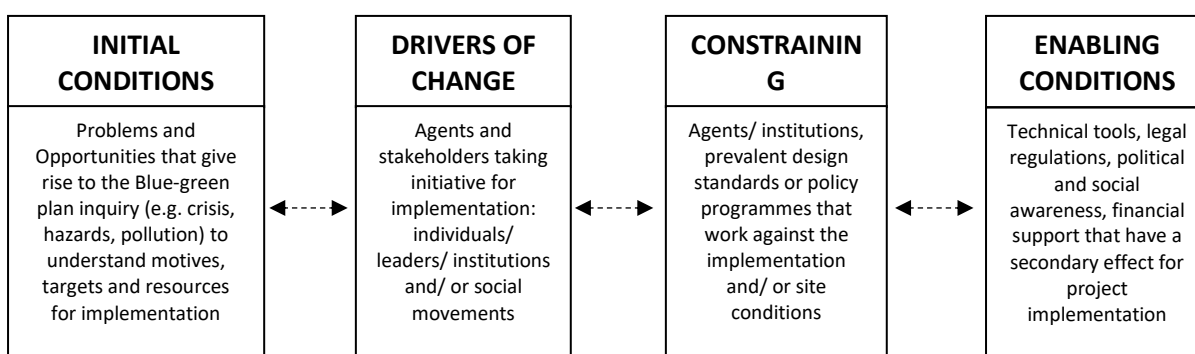 INITIAL
CONDITIONS
Problems and
Opportunities that give
rise to the Blue-green
plan inquiry (e.g. crisis,
hazards, pollution) to
understand motives,
targets and resources
for implementation
DRIVERS OF
CHANGE
Agents and
stakeholders taking
initiative for
implementation:
individuals/
leaders/ institutions
and/ or social
movements
CONSTRAININ
G
Agents/ institutions,
prevalent design
standards or policy
programmes that
work against the
implementation
and/ or site
conditions
ENABLING
CONDITIONS
Technical tools, legal
regulations, political
and social
awareness, financial
support that have a
secondary effect for
project
implementation